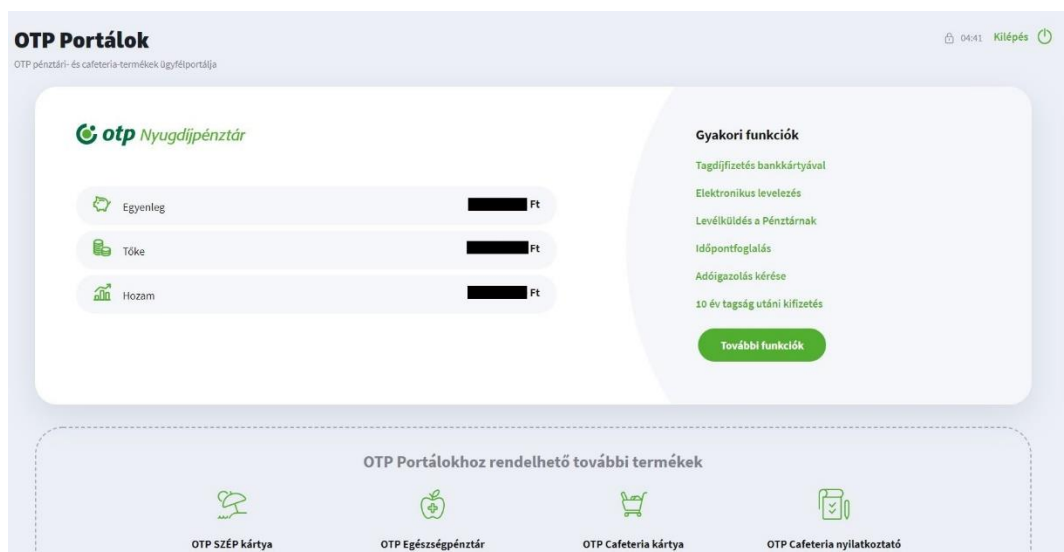 OTP Portálok
04:41 Kilépés
OTP pénztári- és cafeteria-termékek ügyfélportálja
otp Nyugdíjpénztár
Egyenleg Ft
Tőke Ft
Hozam Ft
Gyakori funkciók
Tagdíjfizetés bankkártyával
Elektronikus levelezés
Levélküldés a Pénztárnak
Időpontfoglalás
Adóigazolás kérése
10 év tagság utáni kifizetés
További funkciók
OTP Portálokhoz rendelhető további termékek
OTP SZÉP kártya
OTP Egészségpénztár
OTP Cafeteria kártya
OTP Cafeteria nyilatkoztató